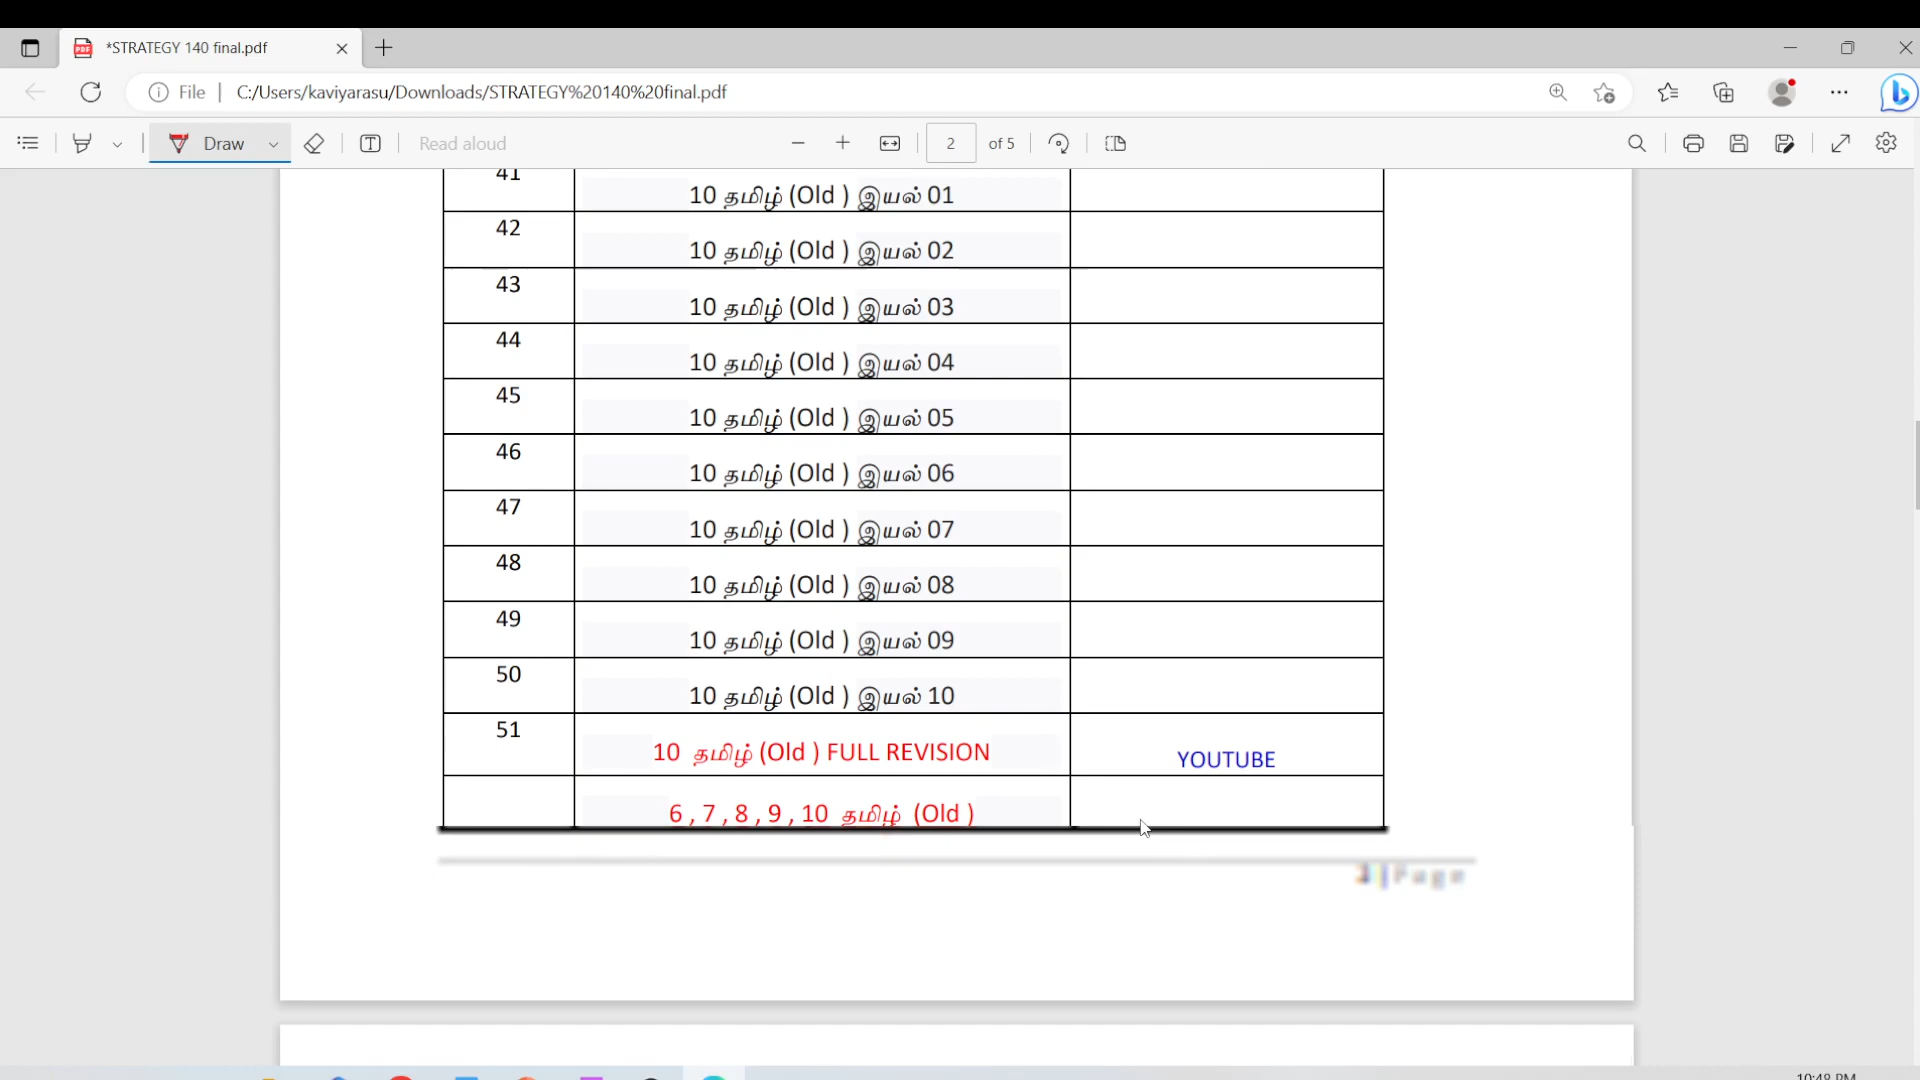 *STRATEGY 140 final.pdf
File | C:/Users/kaviyarasu/Downloads/STRATEGY%20140%20final.pdf
Draw
Read aloud
2 of 5
41 10 தமிழ் (Old ) இயல் 01
42 10 தமிழ் (Old ) இயல் 02
43 10 தமிழ் (Old ) இயல் 03
44 10 தமிழ் (Old ) இயல் 04
45 10 தமிழ் (Old ) இயல் 05
46 10 தமிழ் (Old ) இயல் 06
47 10 தமிழ் (Old ) இயல் 07
48 10 தமிழ் (Old ) இயல் 08
49 10 தமிழ் (Old ) இயல் 09
50 10 தமிழ் (Old ) இயல் 10
51 10 தமிழ் (Old ) FULL REVISION YOUTUBE
6 , 7 , 8 , 9 , 10 தமிழ் (Old )
Page
10:48 PM